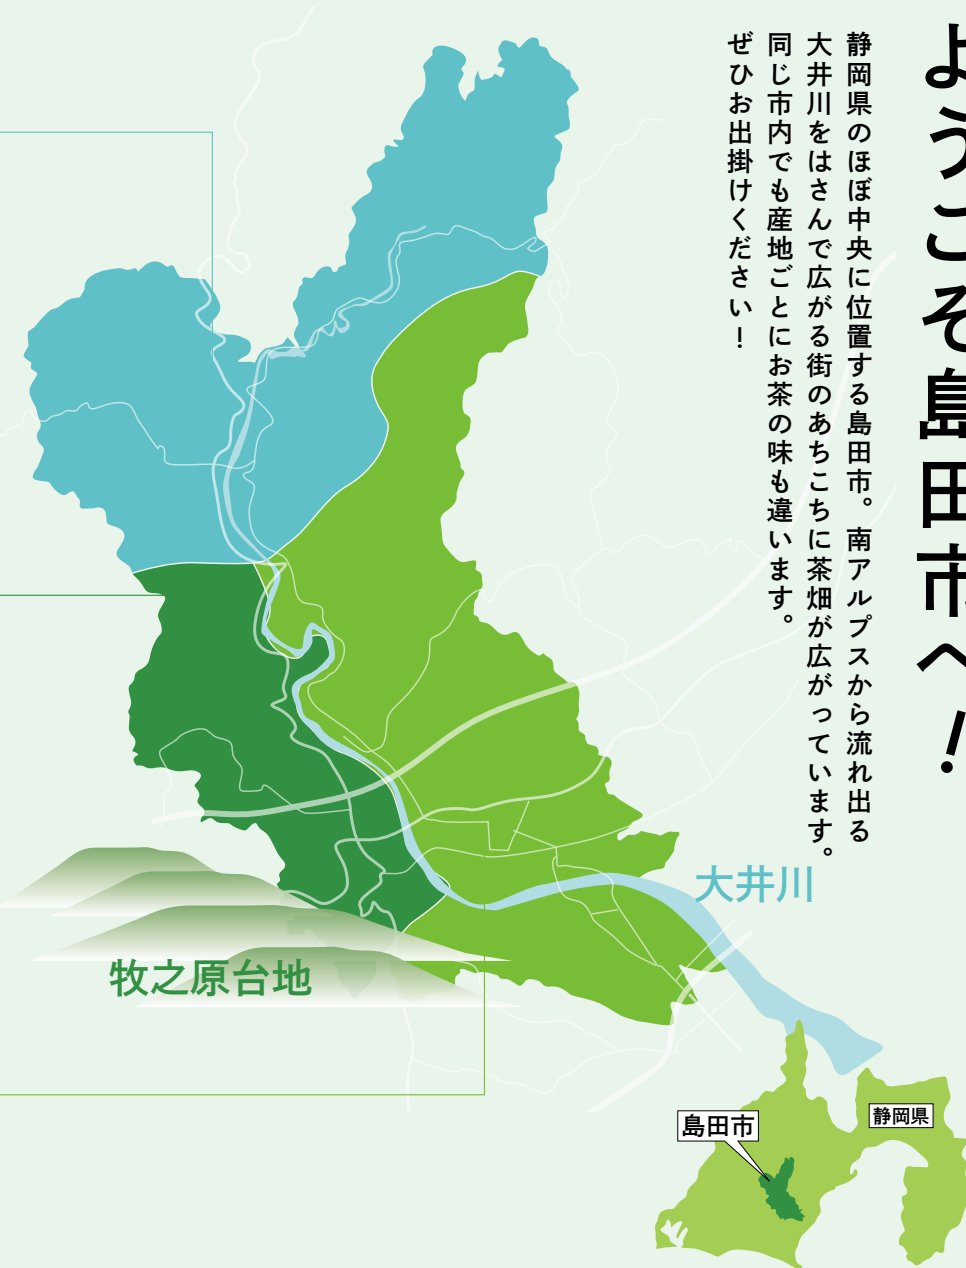 ようこそ島田市へ！
静岡県のほぼ中央に位置する島田市。南アルプスから流れ出る
大井川をはさんで広がる街のあちこちに茶畑が広がっています。
同じ市内でも産地ごとにお茶の味も違います。
ぜひお出掛けください！
大井川
牧之原台地
島田市
静岡県